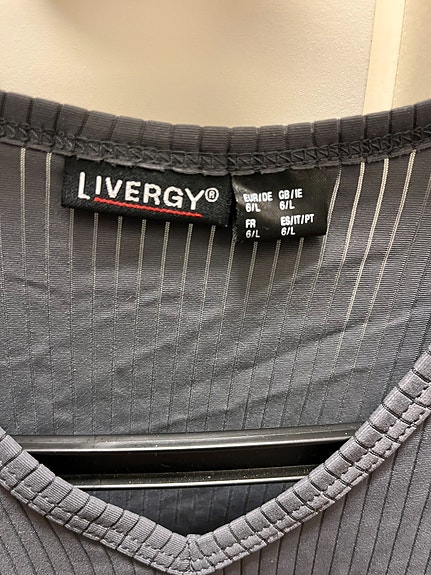 LIVERGY®
EUR/DE GB/IE
6/L 6/L
FR ES/IT/PT
6/L 6/L